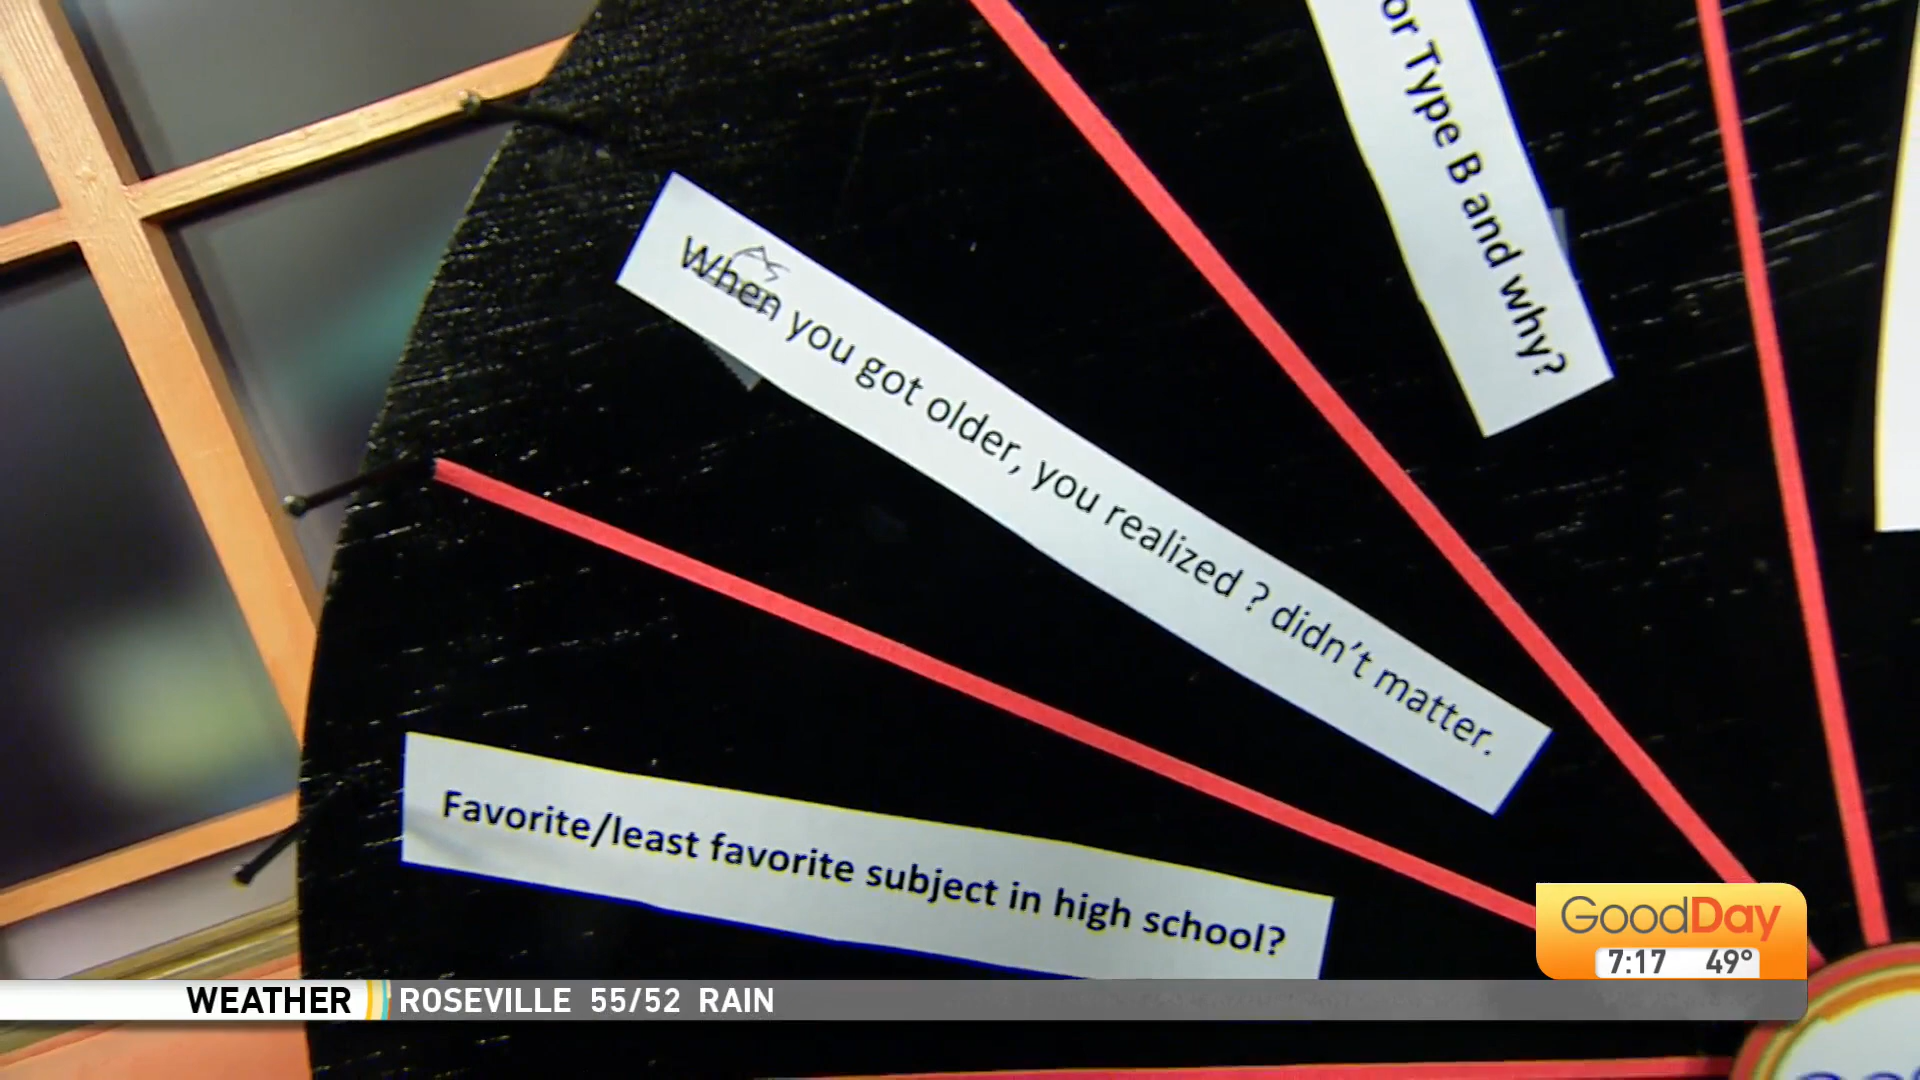 or Type B and why?
As
When you got older, you realized ? didn't matter.
Favorite/least favorite subject in high school?
GoodDay
7:17 49°
WEATHER ROSEVILLE 55/52 RAIN